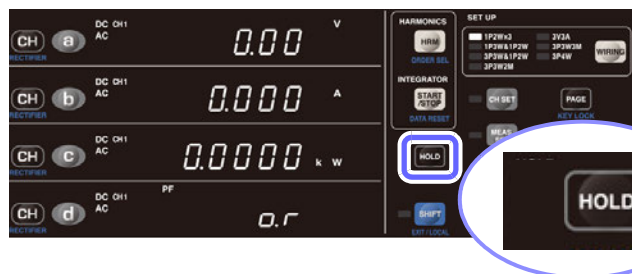 CH a DC CH1 AC 0.00 V
RECTIFIER
CH b DC CH1 AC 0.000 A
RECTIFIER
CH c DC CH1 AC 0.0000 k W
RECTIFIER
CH d DC CH1 AC PF o.r
RECTIFIER
HARMONICS
HRM
ORDER SEL
INTEGRATOR
START
/STOP
DATA RESET
HOLD
SHIFT
EXT / LOCAL
SET UP
1P2W×3 3V3A
1P3W&1P2W 3P3W3M
3P3W&1P2W 3P4W
3P3W2M
WIRING
CH SET PAGE
KEY LOCK
MEAS
HOLD